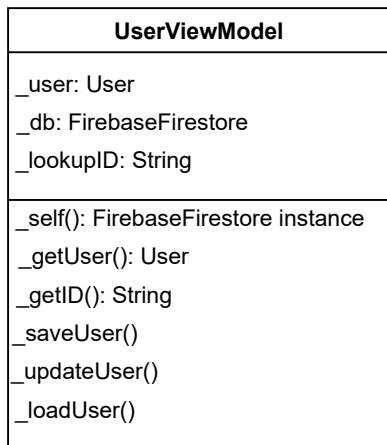 UserViewModel
_user: User
_db: FirebaseFirestore
_lookupID: String
_self(): FirebaseFirestore instance
_getUser(): User
_getID(): String
_saveUser()
_updateUser()
_loadUser()